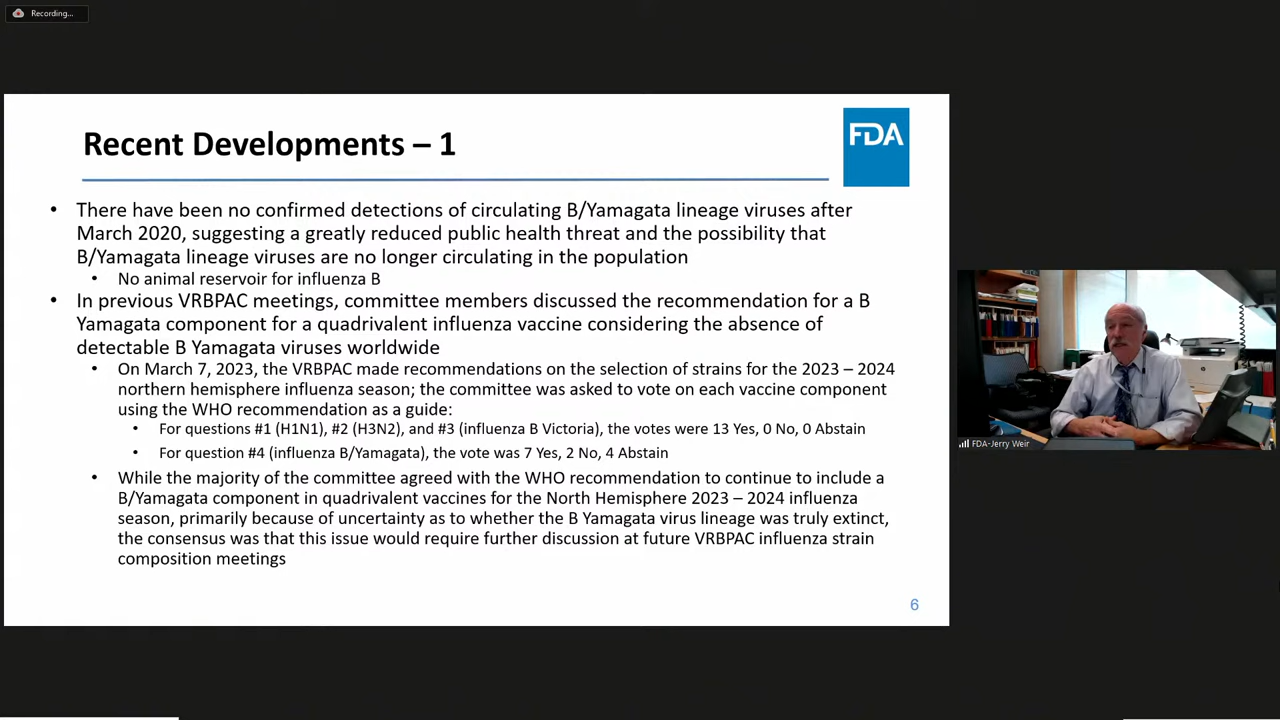 Recording...
Recent Developments – 1
FDA
• There have been no confirmed detections of circulating B/Yamagata lineage viruses after
March 2020, suggesting a greatly reduced public health threat and the possibility that
B/Yamagata lineage viruses are no longer circulating in the population
• No animal reservoir for influenza B
• In previous VRBPAC meetings, committee members discussed the recommendation for a B
Yamagata component for a quadrivalent influenza vaccine considering the absence of
detectable B Yamagata viruses worldwide
• On March 7, 2023, the VRBPAC made recommendations on the selection of strains for the 2023 – 2024
northern hemisphere influenza season; the committee was asked to vote on each vaccine component
using the WHO recommendation as a guide:
• For questions #1 (H1N1), #2 (H3N2), and #3 (influenza B Victoria), the votes were 13 Yes, 0 No, 0 Abstain
• For question #4 (influenza B/Yamagata), the vote was 7 Yes, 2 No, 4 Abstain
• While the majority of the committee agreed with the WHO recommendation to continue to include a
B/Yamagata component in quadrivalent vaccines for the North Hemisphere 2023 – 2024 influenza
season, primarily because of uncertainty as to whether the B Yamagata virus lineage was truly extinct,
the consensus was that this issue would require further discussion at future VRBPAC influenza strain
composition meetings
6
FDA-Jerry Weir